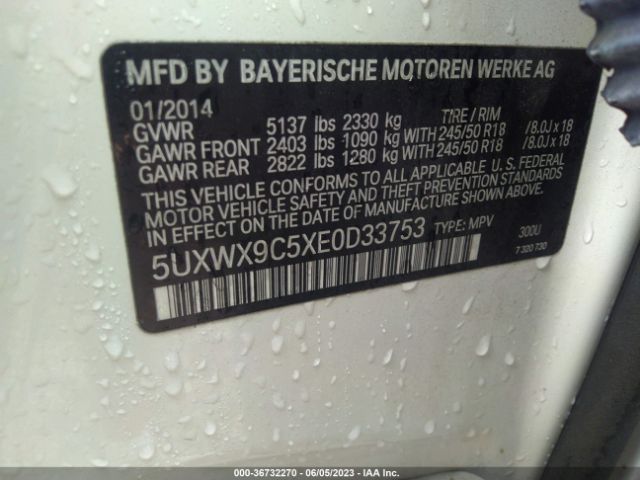 MFD BY BAYERISCHE MOTOREN WERKE AG
01/2014 TIRE / RIM
GVWR 5137 lbs 2330 kg
GAWR FRONT 2403 lbs 1090 kg WITH 245/50 R18 /8.0J x 18
GAWR REAR 2822 lbs 1280 kg WITH 245/50 R18 /8.0J x 18
THIS VEHICLE CONFORMS TO ALL APPLICABLE U. S. FEDERAL
MOTOR VEHICLE SAFETY AND THEFT PREVENTION STANDARDS
IN EFFECT ON THE DATE OF MANUFACTURE SHOWN ABOVE.
5UXWX9C5XE0D33753 TYPE: MPV 300U
7 320 730
000-36732270 - 06/05/2023 - IAA Inc.